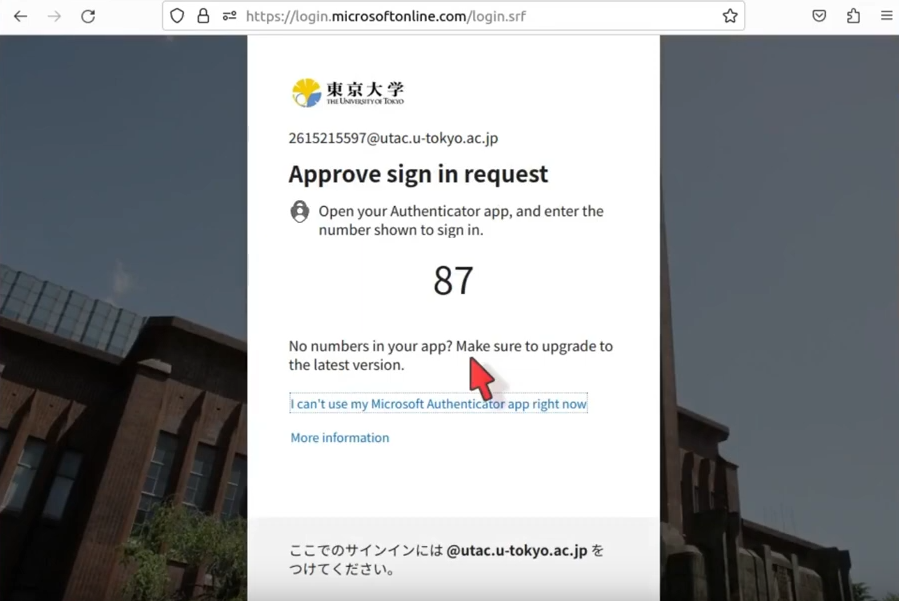 https://login.microsoftonline.com/login.srf
東京大学
THE UNIVERSITY OF TOKYO
2615215597@utac.u-tokyo.ac.jp
Approve sign in request
Open your Authenticator app, and enter the
number shown to sign in.
87
No numbers in your app? Make sure to upgrade to
the latest version.
I can't use my Microsoft Authenticator app right now
More information
ここでのサインインには @utac.u-tokyo.ac.jp を
つけてください。